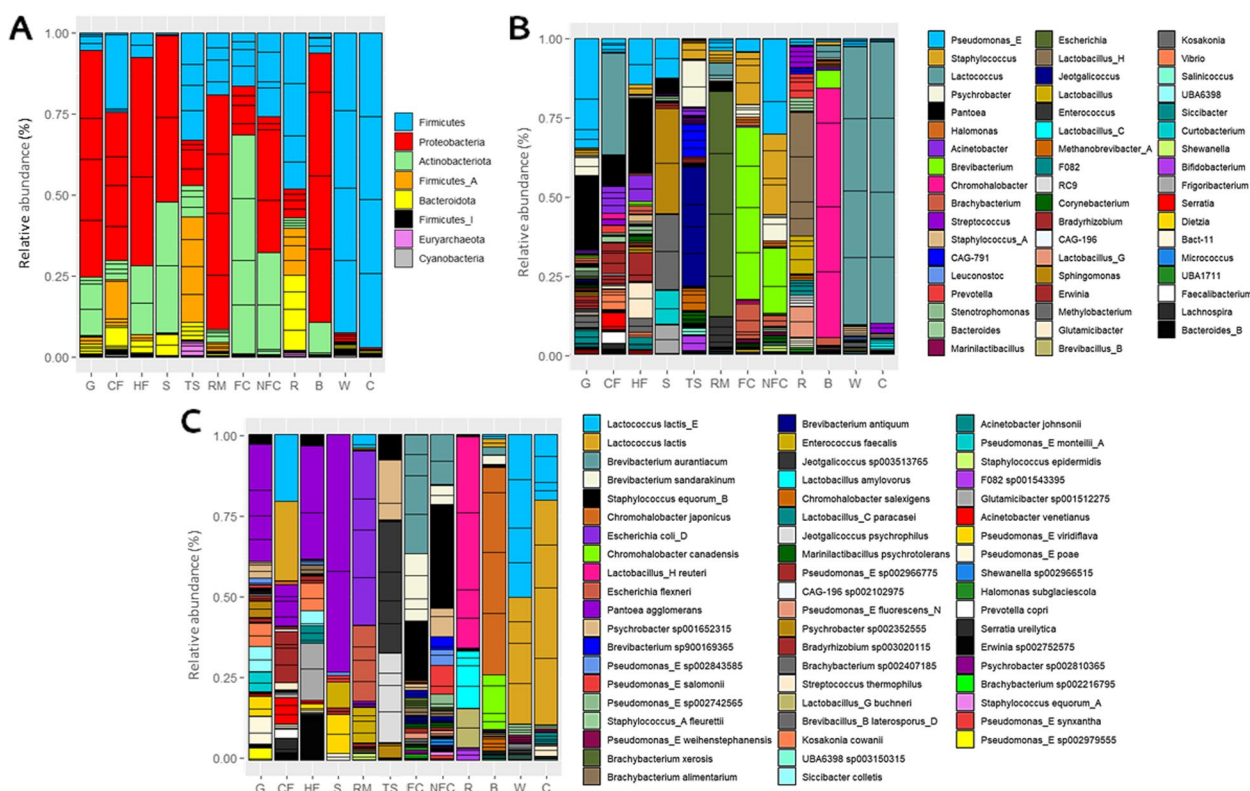 A
Relative abundance (%)
1.00
0.75
0.50
0.25
0.00
G CF HF S TS RM FC NFC R B W C
Firmicutes
Proteobacteria
Actinobacteriota
Firmicutes_A
Bacteroidota
Firmicutes_I
Euryarchaeota
Cyanobacteria
B
Relative abundance (%)
1.00
0.75
0.50
0.25
0.00
G CF HF S TS RM FC NFC R B W C
Pseudomonas_E
Staphylococcus
Lactococcus
Psychrobacter
Pantoea
Halomonas
Acinetobacter
Brevibacterium
Chromohalobacter
Brachybacterium
Streptococcus
Staphylococcus_A
CAG-791
Leuconostoc
Prevotella
Stenotrophomonas
Bacteroides
Marinilactibacillus
Escherichia
Lactobacillus_H
Jeotgalicoccus
Lactobacillus
Enterococcus
Lactobacillus_C
Methanobrevibacter_A
F082
RC9
Corynebacterium
Bradyrhizobium
CAG-196
Lactobacillus_G
Sphingomonas
Erwinia
Methylobacterium
Glutamicibacter
Brevibacillus_B
Kosakonia
Vibrio
Salinicoccus
UBA6398
Siccibacter
Curtobacterium
Shewanella
Bifidobacterium
Frigoribacterium
Serratia
Dietzia
Bact-11
Micrococcus
UBA1711
Faecalibacterium
Lachnospira
Bacteroides_B
C
Relative abundance (%)
1.00
0.75
0.50
0.25
0.00
G CF HF S RM TS FC NFC R B W C
Lactococcus lactis_E
Lactococcus lactis
Brevibacterium aurantiacum
Brevibacterium sandarakinum
Staphylococcus equorum_B
Chromohalobacter japonicus
Escherichia coli_D
Chromohalobacter canadensis
Lactobacillus_H reuteri
Escherichia flexneri
Pantoea agglomerans
Psychrobacter sp001652315
Brevibacterium sp900169365
Pseudomonas_E sp002843585
Pseudomonas_E salomonii
Pseudomonas_E sp002742565
Staphylococcus_A fleurettii
Pseudomonas_E weihenstephanensis
Brachybacterium xerosis
Brachybacterium alimentarium
Brevibacterium antiquum
Enterococcus faecalis
Jeotgalicoccus sp003513765
Lactobacillus amylovorus
Chromohalobacter salexigens
Lactobacillus_C paracasei
Jeotgalicoccus psychrophilus
Marinilactibacillus psychrotolerans
Pseudomonas_E sp002966775
CAG-196 sp002102975
Pseudomonas_E fluorescens_N
Psychrobacter sp002352555
Bradyrhizobium sp003020115
Brachybacterium sp002407185
Streptococcus thermophilus
Lactobacillus_G buchneri
Brevibacillus_B laterosporus_D
Kosakonia cowanii
UBA6398 sp003150315
Siccibacter colletis
Acinetobacter johnsonii
Pseudomonas_E monteilii_A
Staphylococcus epidermidis
F082 sp001543395
Glutamicibacter sp001512275
Acinetobacter venetianus
Pseudomonas_E viridiflava
Pseudomonas_E poae
Shewanella sp002966515
Halomonas subglaciescola
Prevotella copri
Serratia ureilytica
Erwinia sp002752575
Psychrobacter sp002810365
Brachybacterium sp002216795
Staphylococcus equorum_A
Pseudomonas_E synxantha
Pseudomonas_E sp002979555